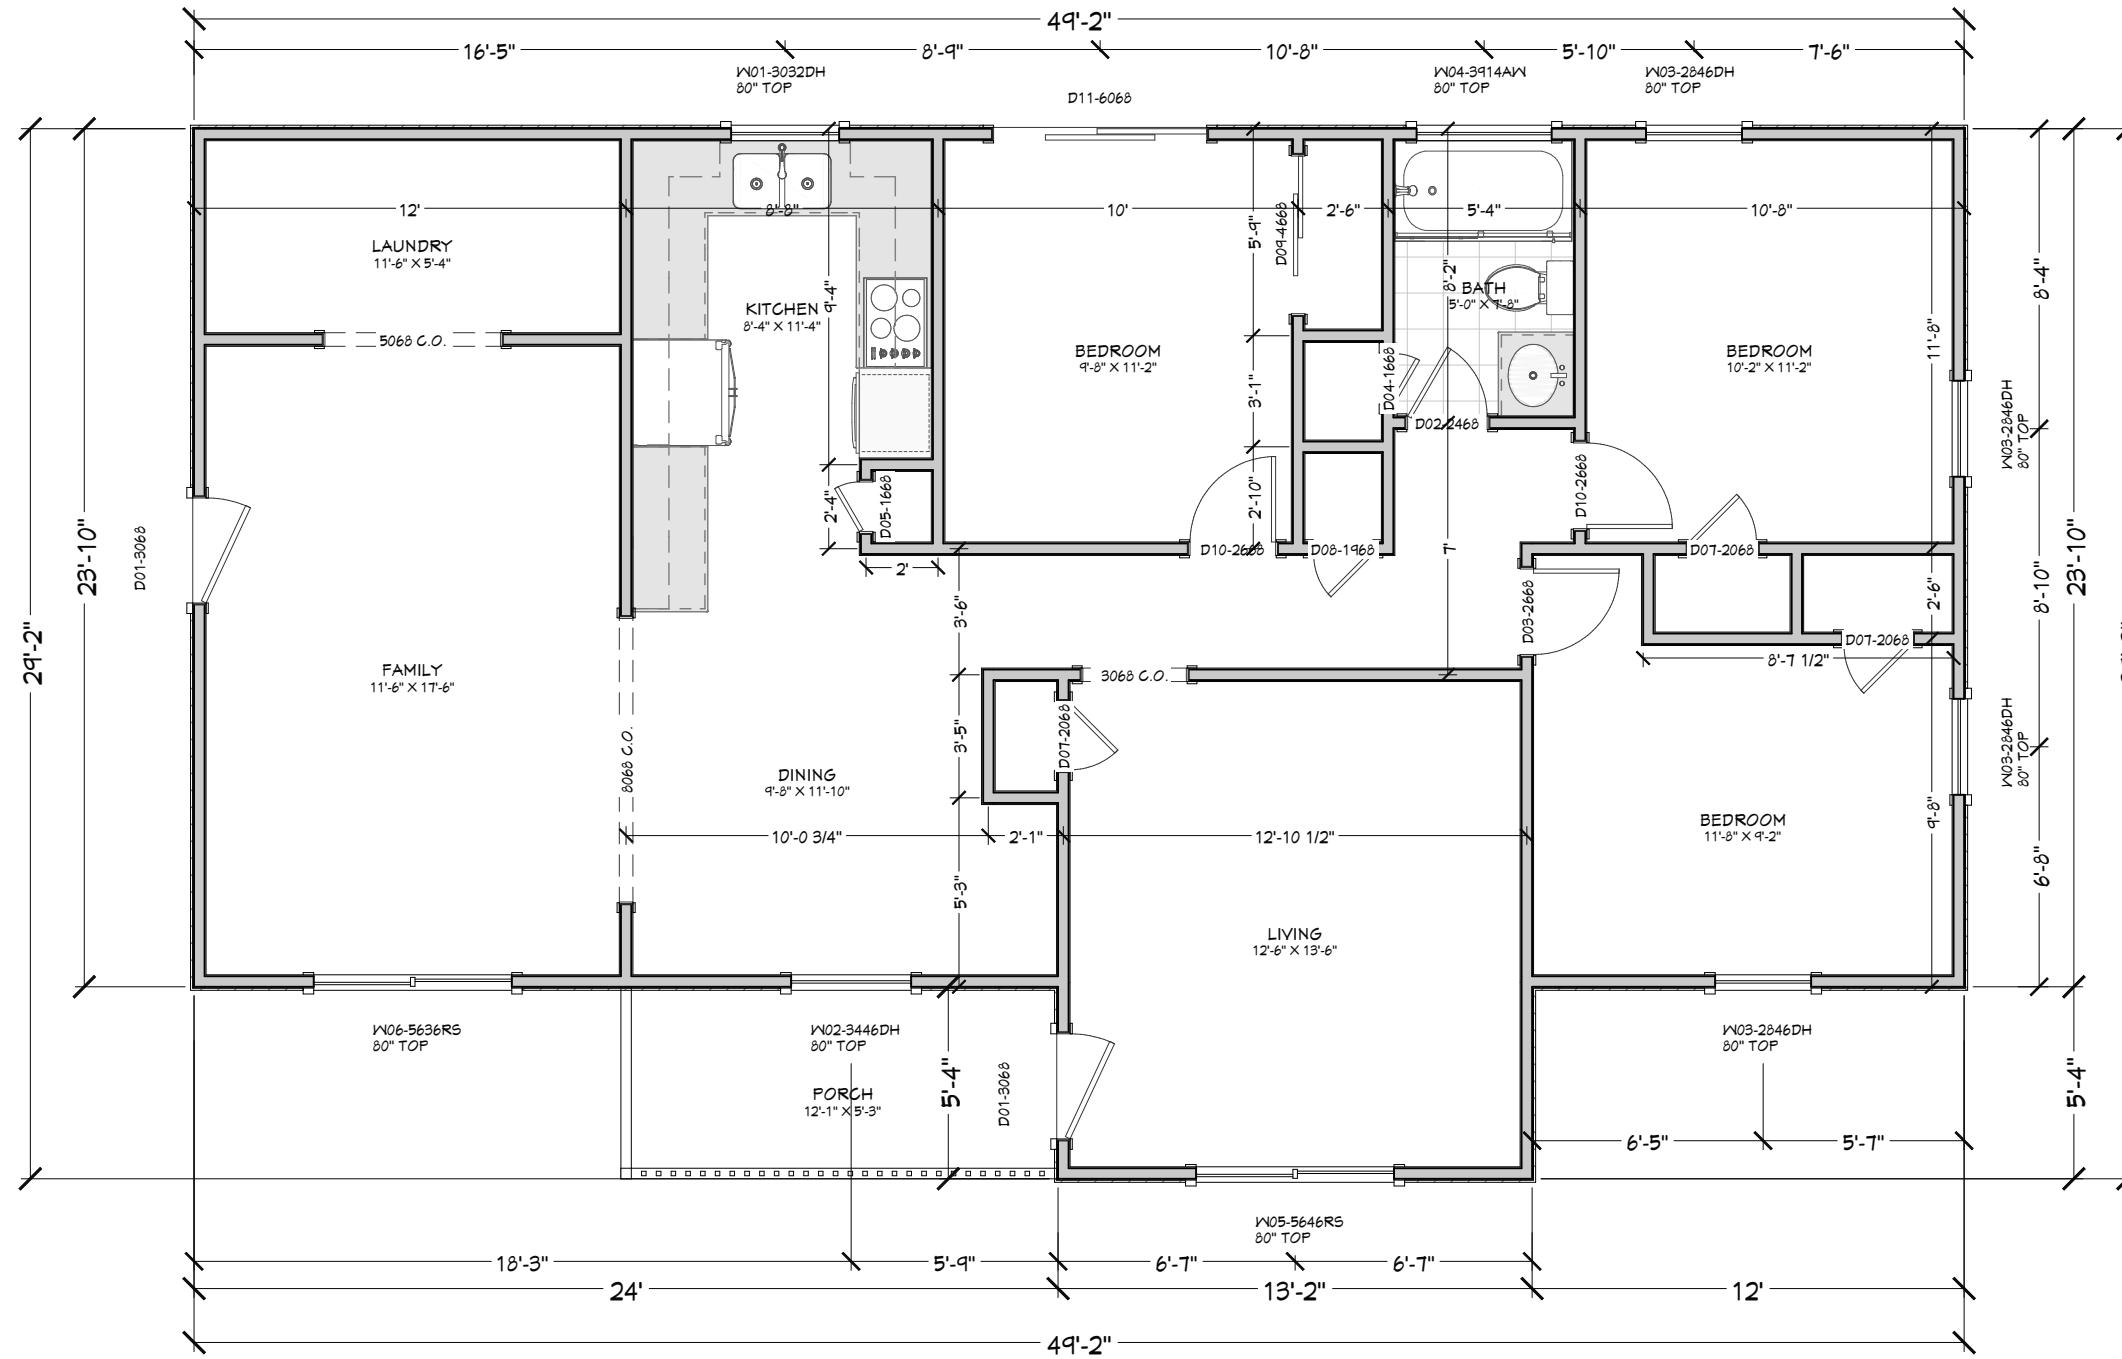 49'-2"
16'-5" 8'-9" 10'-8" 5'-10" 7'-6"
W01-3032DH
80" TOP
D11-6068
W04-3914AW
80" TOP
W03-2846DH
80" TOP
12' 8'-8" 10' 2'-6" 5'-4" 10'-8"
LAUNDRY
11'-6" X 5'-4"
5068 C.O.
KITCHEN
8'-4" X 11'-4"
9'-4"
5'-9"
D09-4668
8'-2"
BATH
5'-0" X 7'-8"
BEDROOM
9'-8" X 11'-2"
3'-1"
D04-1668
D02-2468
BEDROOM
10'-2" X 11'-2"
11'-8"
8'-4"
W03-2846DH
80" TOP
2'-4"
D05-1668
2'
2'-10"
D10-2668
D08-1968
7'
D10-2668
D07-2068
D01-3068
23'-10"
29'-2"
3'-6"
D03-2668
2'-6"
D07-2068
8'-7 1/2"
8'-10"
23'-10"
FAMILY
11'-6" X 17'-6"
8068 C.O.
3068 C.O.
3'-5"
D07-2068
W03-2846DH
80" TOP
DINING
9'-8" X 11'-10"
10'-0 3/4" 2'-1" 12'-10 1/2"
5'-3"
BEDROOM
11'-8" X 9'-2"
9'-8"
6'-8"
LIVING
12'-6" X 13'-6"
W06-5636RS
80" TOP
W02-3446DH
80" TOP
W03-2846DH
80" TOP
PORCH
12'-1" X 5'-3"
5'-4"
D01-3068
5'-4"
6'-5" 5'-7"
W05-5646RS
80" TOP
18'-3" 5'-9" 6'-7" 6'-7"
24' 13'-2" 12'
49'-2"